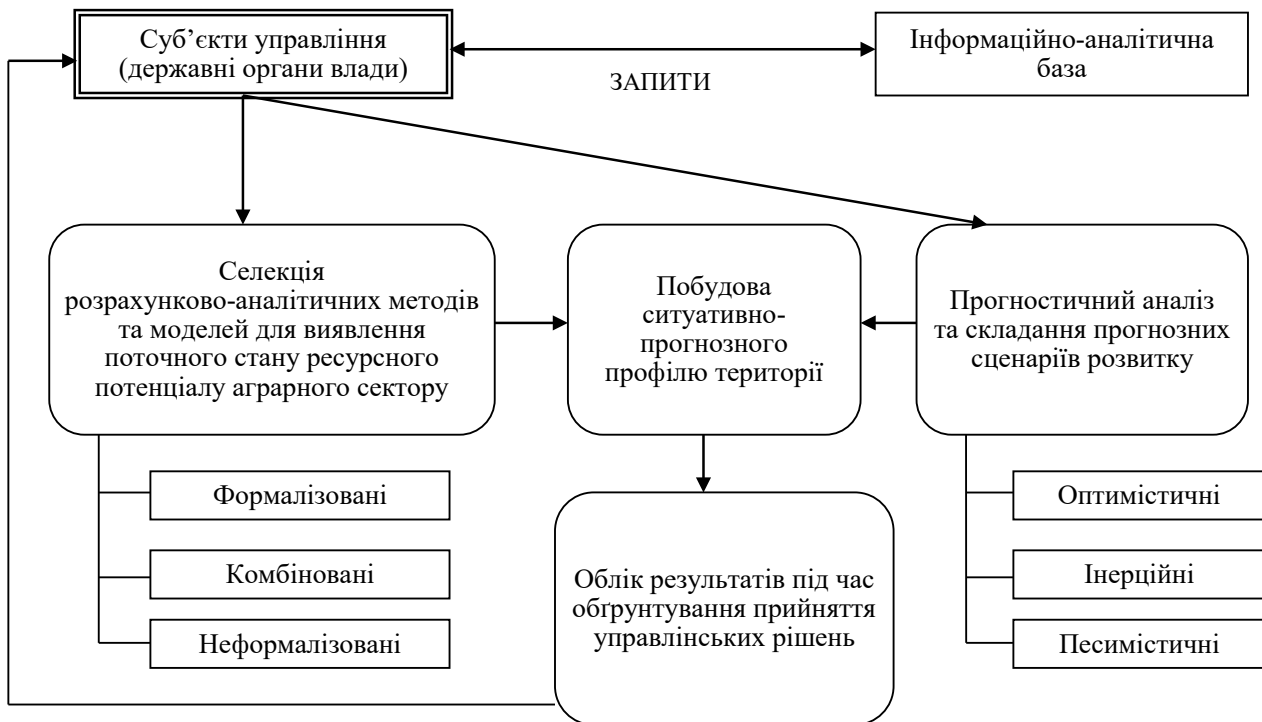 Суб’єкти управління
(державні органи влади)
ЗАПИТИ
Інформаційно-аналітична
база
Селекція
розрахунково-аналітичних методів
та моделей для виявлення
поточного стану ресурсного
потенціалу аграрного сектору
Побудова
ситуативно-
прогнозного
профілю території
Прогностичний аналіз
та складання прогнозних
сценаріїв розвитку
Формалізовані
Комбіновані
Неформалізовані
Облік результатів під час
обґрунтування прийняття
управлінських рішень
Оптимістичні
Інерційні
Песимістичні